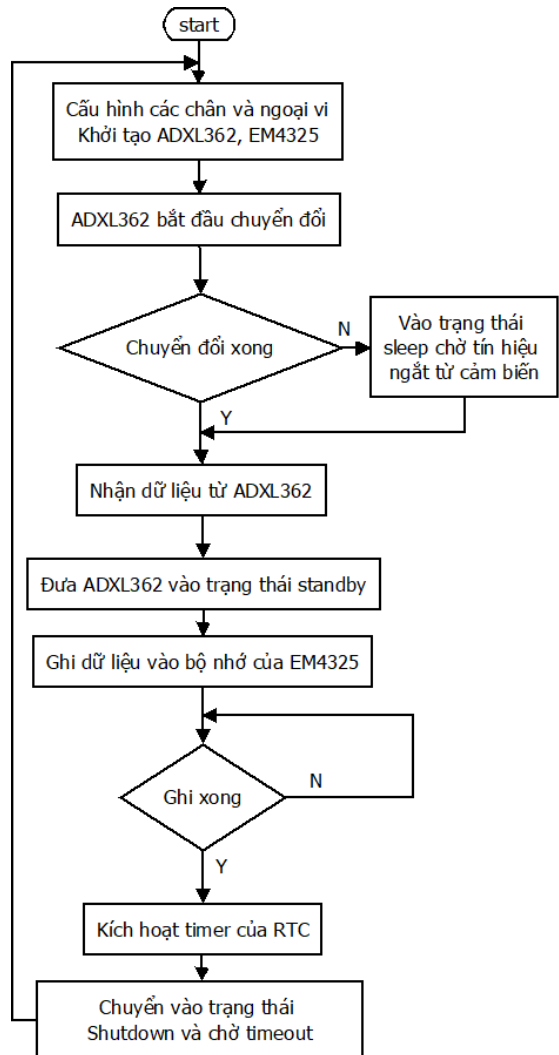 start
Cấu hình các chân và ngoại vi
Khởi tạo ADXL362, EM4325
ADXL362 bắt đầu chuyển đổi
Chuyển đổi xong
N
Vào trạng thái
sleep chờ tín hiệu
ngắt từ cảm biến
Y
Nhận dữ liệu từ ADXL362
Đưa ADXL362 vào trạng thái standby
Ghi dữ liệu vào bộ nhớ của EM4325
Ghi xong
N
Y
Kích hoạt timer của RTC
Chuyển vào trạng thái
Shutdown và chờ timeout